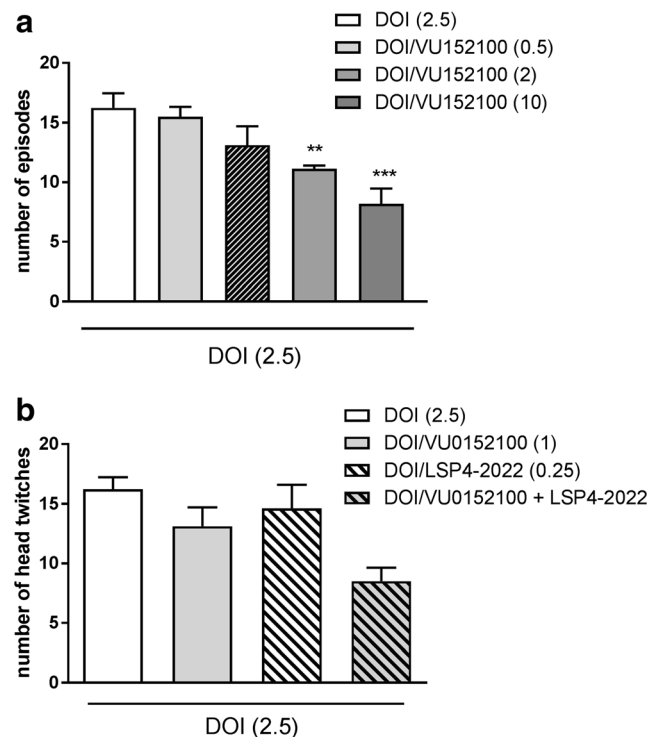 a
DOI (2.5)
DOI/VU152100 (0.5)
DOI/VU152100 (2)
DOI/VU152100 (10)
number of episodes
20
15
10
5
0
**
***
DOI (2.5)
b
DOI (2.5)
DOI/VU0152100 (1)
DOI/LSP4-2022 (0.25)
DOI/VU0152100 + LSP4-2022
number of head twitches
20
15
10
5
0
DOI (2.5)